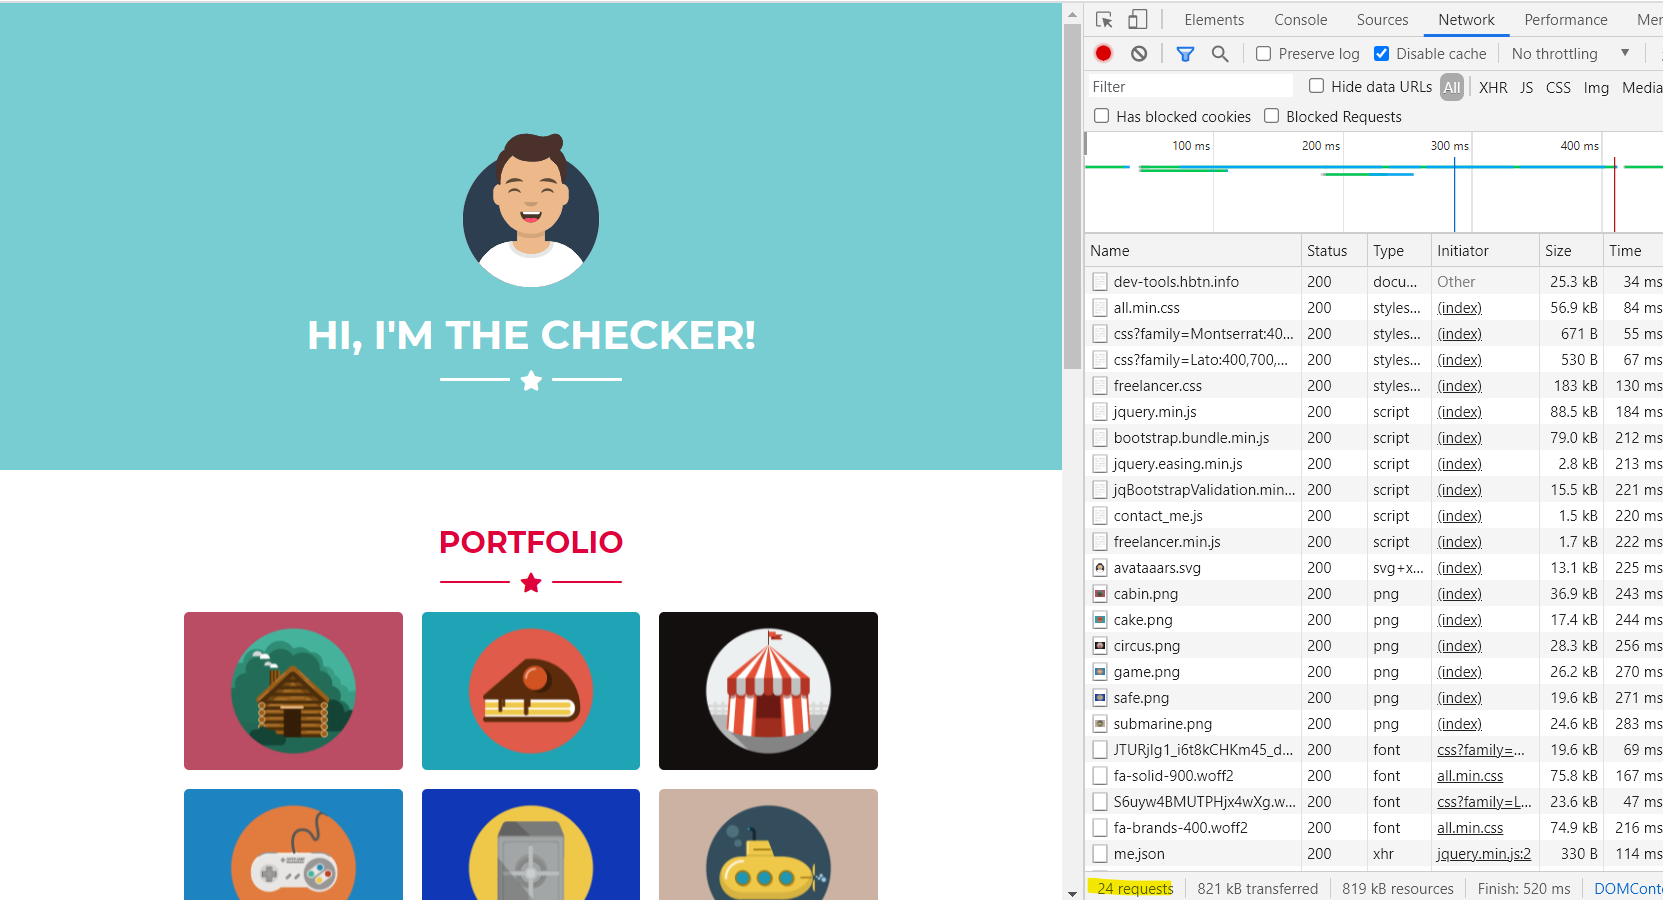 HI, I'M THE CHECKER!
PORTFOLIO
Elements Console Sources Network Performance Mer
Preserve log Disable cache No throttling
Filter Hide data URLs All XHR JS CSS Img Media
Has blocked cookies Blocked Requests
100 ms 200 ms 300 ms 400 ms
Name Status Type Initiator Size Time
dev-tools.hbtn.info 200 docu... Other 25.3 kB 34 ms
all.min.css 200 styles... (index) 56.9 kB 84 ms
css?family=Montserrat:40... 200 styles... (index) 671 B 55 ms
css?family=Lato:400,700,... 200 styles... (index) 530 B 67 ms
freelancer.css 200 styles... (index) 183 kB 130 ms
jquery.min.js 200 script (index) 88.5 kB 184 ms
bootstrap.bundle.min.js 200 script (index) 79.0 kB 212 ms
jquery.easing.min.js 200 script (index) 2.8 kB 213 ms
jqBootstrapValidation.min... 200 script (index) 15.5 kB 221 ms
contact_me.js 200 script (index) 1.5 kB 220 ms
freelancer.min.js 200 script (index) 1.7 kB 222 ms
avataaars.svg 200 svg+x... (index) 13.1 kB 225 ms
cabin.png 200 png (index) 36.9 kB 243 ms
cake.png 200 png (index) 17.4 kB 244 ms
circus.png 200 png (index) 28.3 kB 256 ms
game.png 200 png (index) 26.2 kB 270 ms
safe.png 200 png (index) 19.6 kB 271 ms
submarine.png 200 png (index) 24.6 kB 283 ms
JTURjIg1_i6t8kCHKm45_d... 200 font css?family=... 19.6 kB 69 ms
fa-solid-900.woff2 200 font all.min.css 75.8 kB 167 ms
S6uyw4BMUTPHjx4wXg.w... 200 font css?family=L... 23.6 kB 47 ms
fa-brands-400.woff2 200 font all.min.css 74.9 kB 216 ms
me.json 200 xhr jquery.min.js:2 330 B 114 ms
24 requests 821 kB transferred 819 kB resources Finish: 520 ms DOMConte